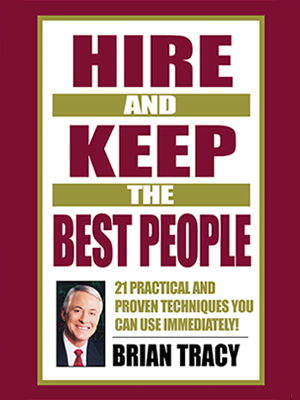 HIRE
AND
KEEP
THE
BEST PEOPLE
21 PRACTICAL AND
PROVEN TECHNIQUES YOU
CAN USE IMMEDIATELY!
BRIAN TRACY